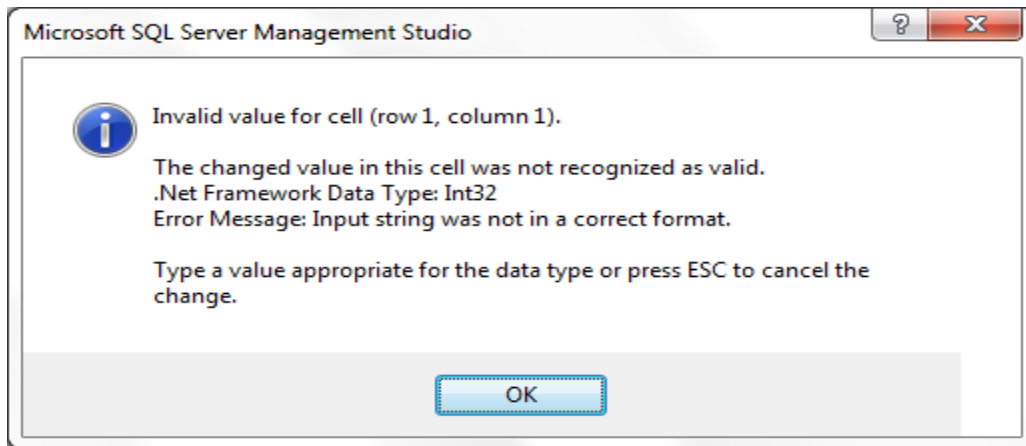 Microsoft SQL Server Management Studio
?
Invalid value for cell (row 1, column 1).
The changed value in this cell was not recognized as valid.
.Net Framework Data Type: Int32
Error Message: Input string was not in a correct format.
Type a value appropriate for the data type or press ESC to cancel the
change.
OK